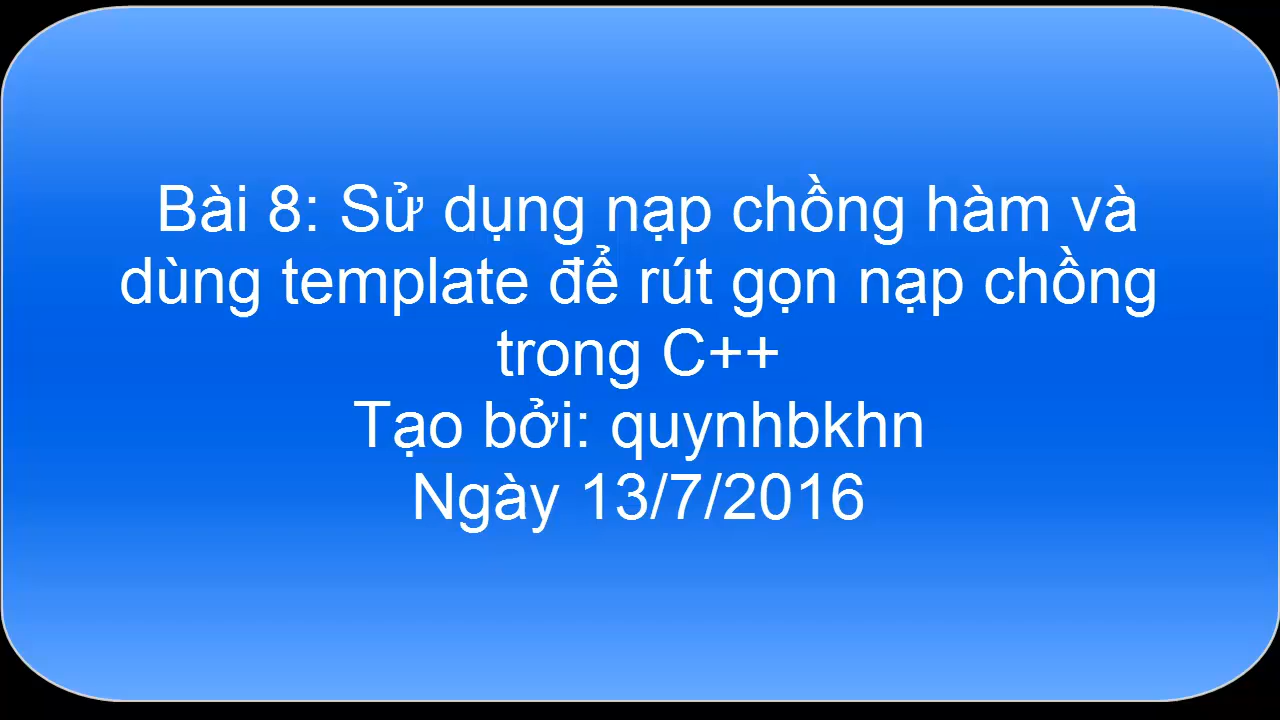 Bài 8: Sử dụng nạp chồng hàm và
dùng template để rút gọn nạp chồng
trong C++
Tạo bởi: quynhbkhn
Ngày 13/7/2016